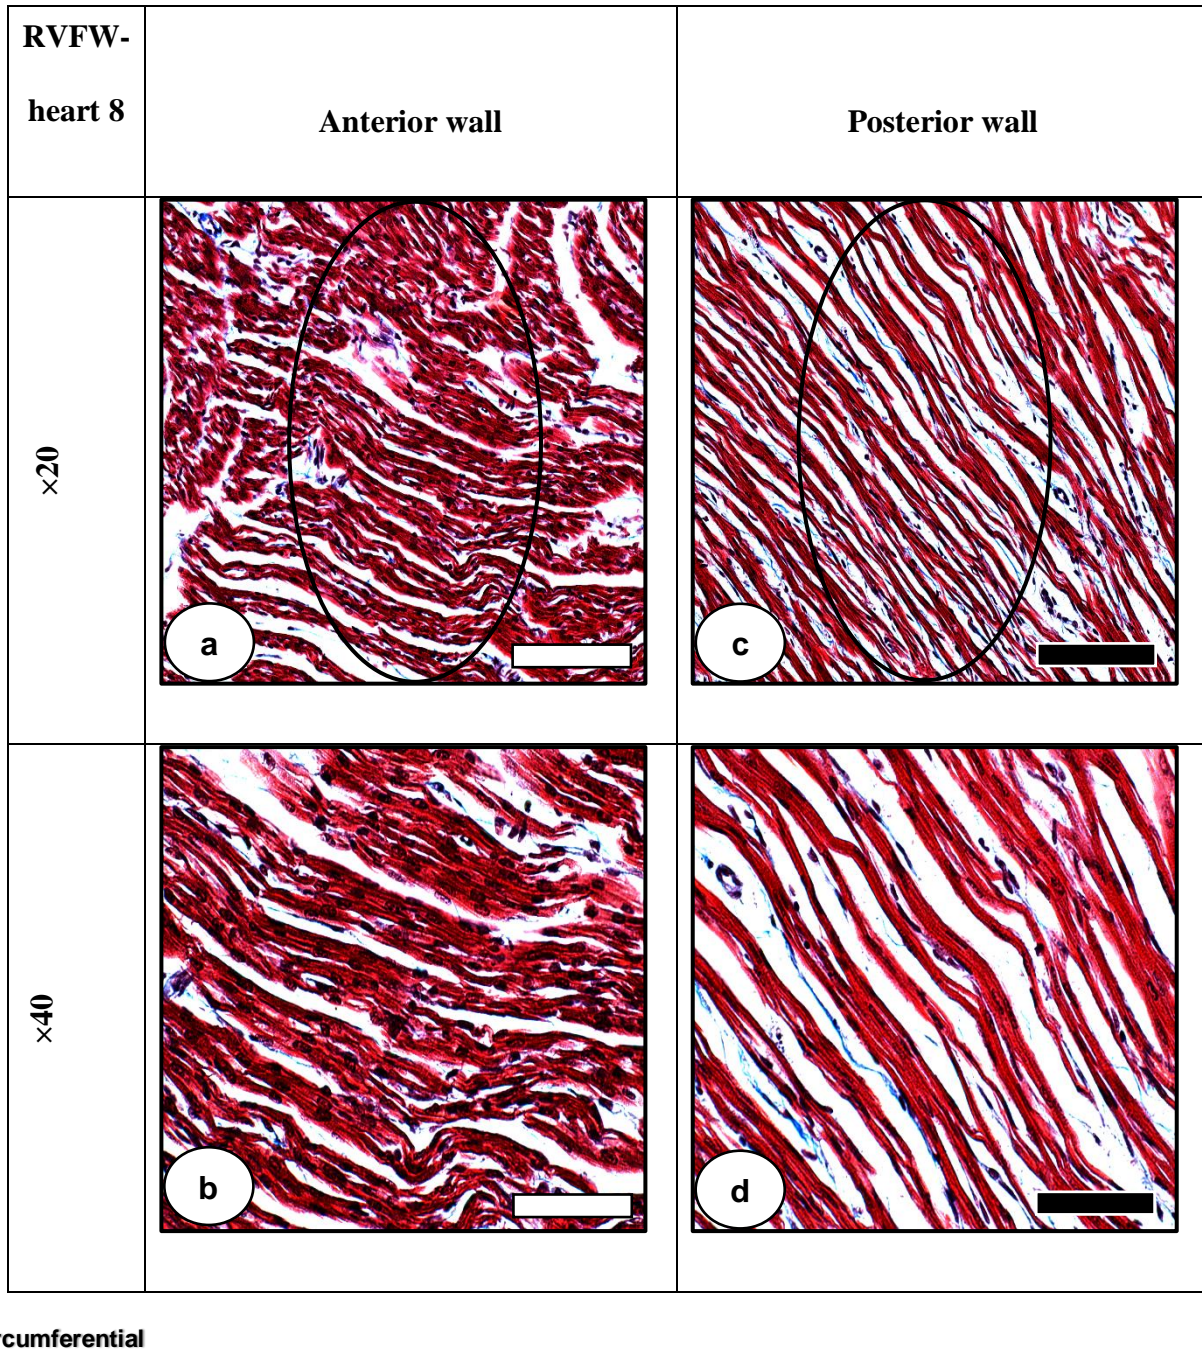 RVFW-
heart 8
Anterior wall
Posterior wall
×20
a
c
×40
b
d
rcumferential